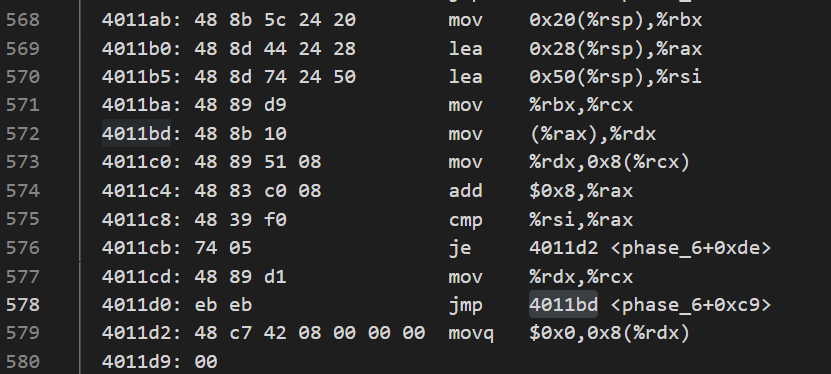 568 4011ab: 48 8b 5c 24 20 mov 0x20(%rsp),%rbx
569 4011b0: 48 8d 44 24 28 lea 0x28(%rsp),%rax
570 4011b5: 48 8d 74 24 50 lea 0x50(%rsp),%rsi
571 4011ba: 48 89 d9 mov %rbx,%rcx
572 4011bd: 48 8b 10 mov (%rax),%rdx
573 4011c0: 48 89 51 08 mov %rdx,0x8(%rcx)
574 4011c4: 48 83 c0 08 add $0x8,%rax
575 4011c8: 48 39 f0 cmp %rsi,%rax
576 4011cb: 74 05 je 4011d2 <phase_6+0xde>
577 4011cd: 48 89 d1 mov %rdx,%rcx
578 4011d0: eb eb jmp 4011bd <phase_6+0xc9>
579 4011d2: 48 c7 42 08 00 00 00 movq $0x0,0x8(%rdx)
580 4011d9: 00